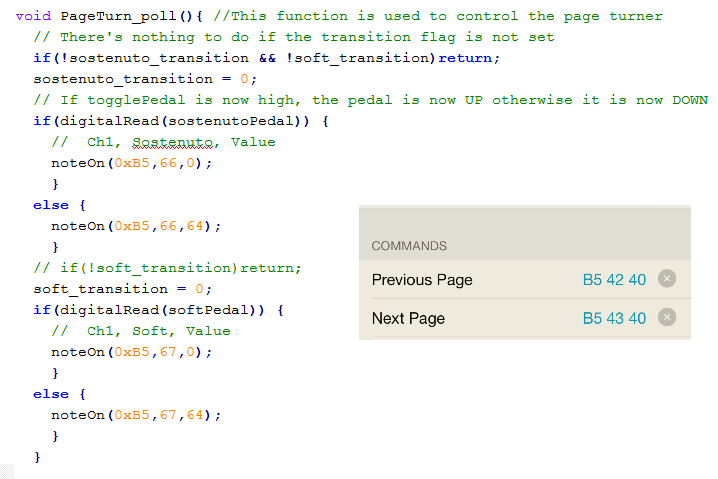 void PageTurn_poll(){ //This function is used to control the page turner
// There's nothing to do if the transition flag is not set
if(!sostenuto_transition && !soft_transition)return;
sostenuto_transition = 0;
// If togglePedal is now high, the pedal is now UP otherwise it is now DOWN
if(digitalRead(sostenutoPedal)) {
//  Ch1, Sostenuto, Value
noteOn(0xB5,66,0);
}
else {
noteOn(0xB5,66,64);
}
// if(!soft_transition)return;
soft_transition = 0;
if(digitalRead(softPedal)) {
//  Ch1, Soft, Value
noteOn(0xB5,67,0);
}
else {
noteOn(0xB5,67,64);
}
}
COMMANDS
Previous Page B5 42 40
Next Page B5 43 40